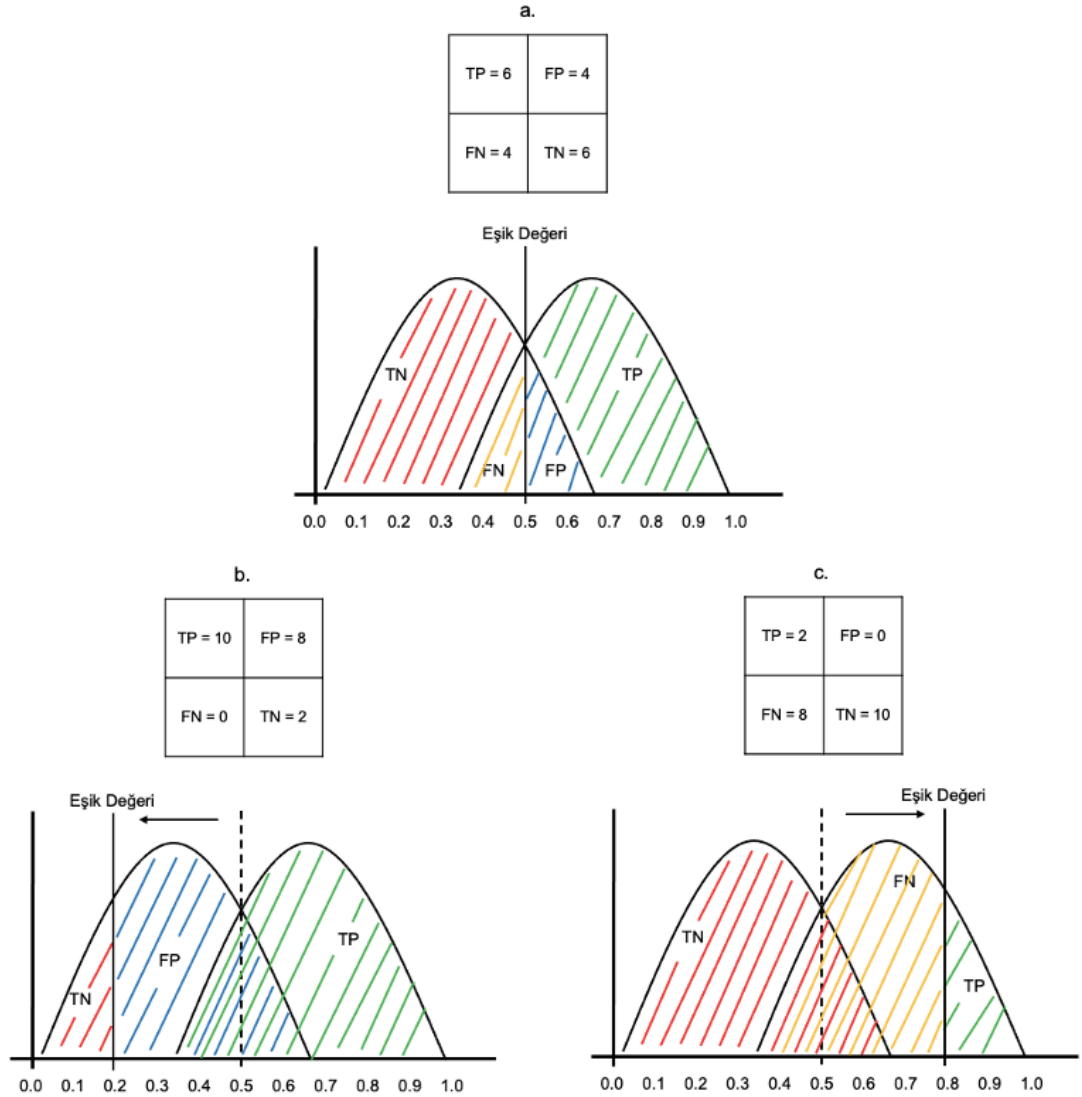 a.
TP = 6 FP = 4
FN = 4 TN = 6
Eşik Değeri
TN TP
FN FP
0.0 0.1 0.2 0.3 0.4 0.5 0.6 0.7 0.8 0.9 1.0
b.
TP = 10 FP = 8
FN = 0 TN = 2
Eşik Değeri
TP
FP
TN
0.0 0.1 0.2 0.3 0.4 0.5 0.6 0.7 0.8 0.9 1.0
c.
TP = 2 FP = 0
FN = 8 TN = 10
Eşik Değeri
FN
TN
TP
0.0 0.1 0.2 0.3 0.4 0.5 0.6 0.7 0.8 0.9 1.0